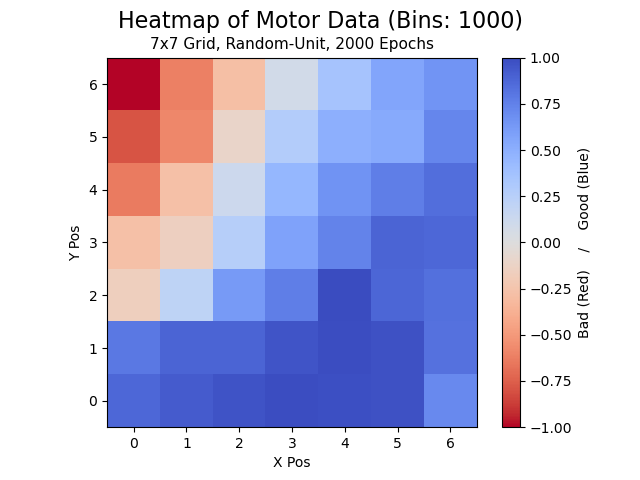 Heatmap of Motor Data (Bins: 1000)
7x7 Grid, Random-Unit, 2000 Epochs
6
5
4
3
2
1
0
Y Pos
0 1 2 3 4 5 6
X Pos
1.00
0.75
0.50
0.25
0.00
−0.25
−0.50
−0.75
−1.00
Bad (Red) / Good (Blue)